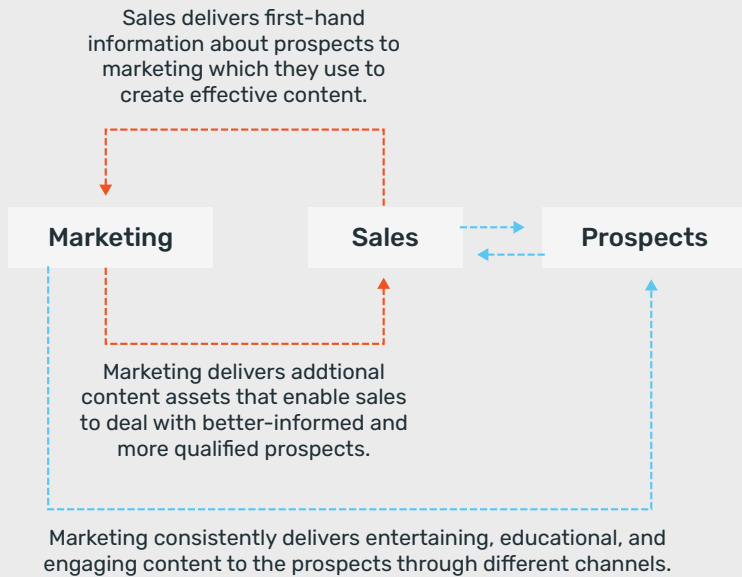 Sales delivers first-hand
information about prospects to
marketing which they use to
create effective content.
Marketing
Sales
Prospects
Marketing delivers addtional
content assets that enable sales
to deal with better-informed and
more qualified prospects.
Marketing consistently delivers entertaining, educational, and
engaging content to the prospects through different channels.